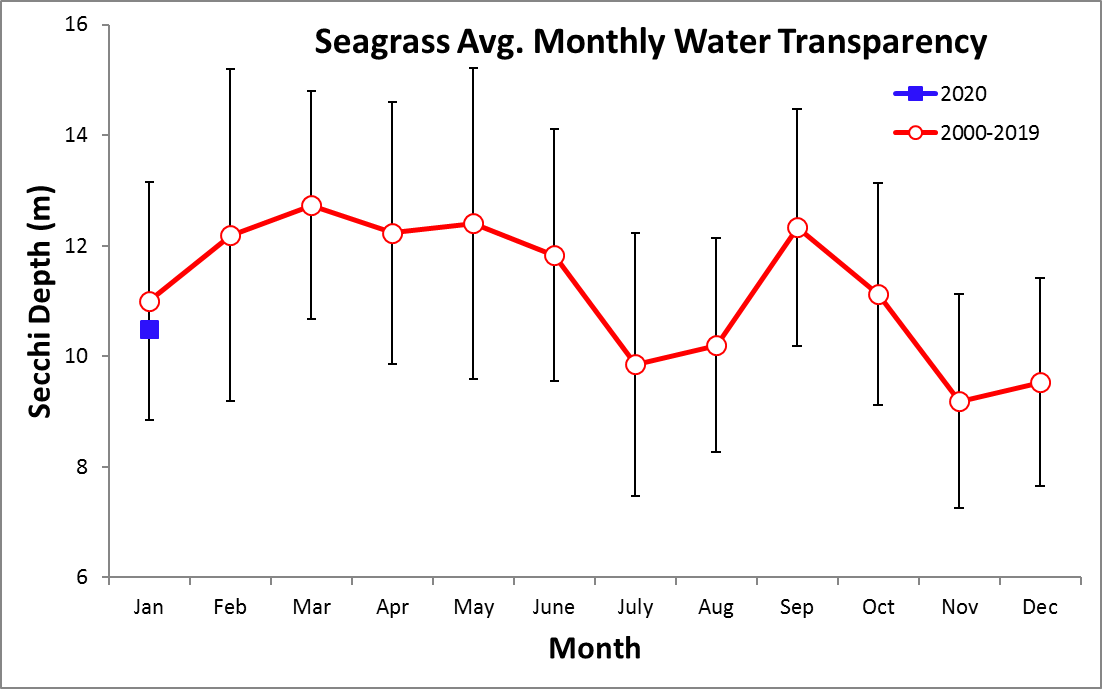 Seagrass Avg. Monthly Water Transparency
2020
2000-2019
Secchi Depth (m)
16
14
12
10
8
6
Jan Feb Mar Apr May June July Aug Sep Oct Nov Dec
Month